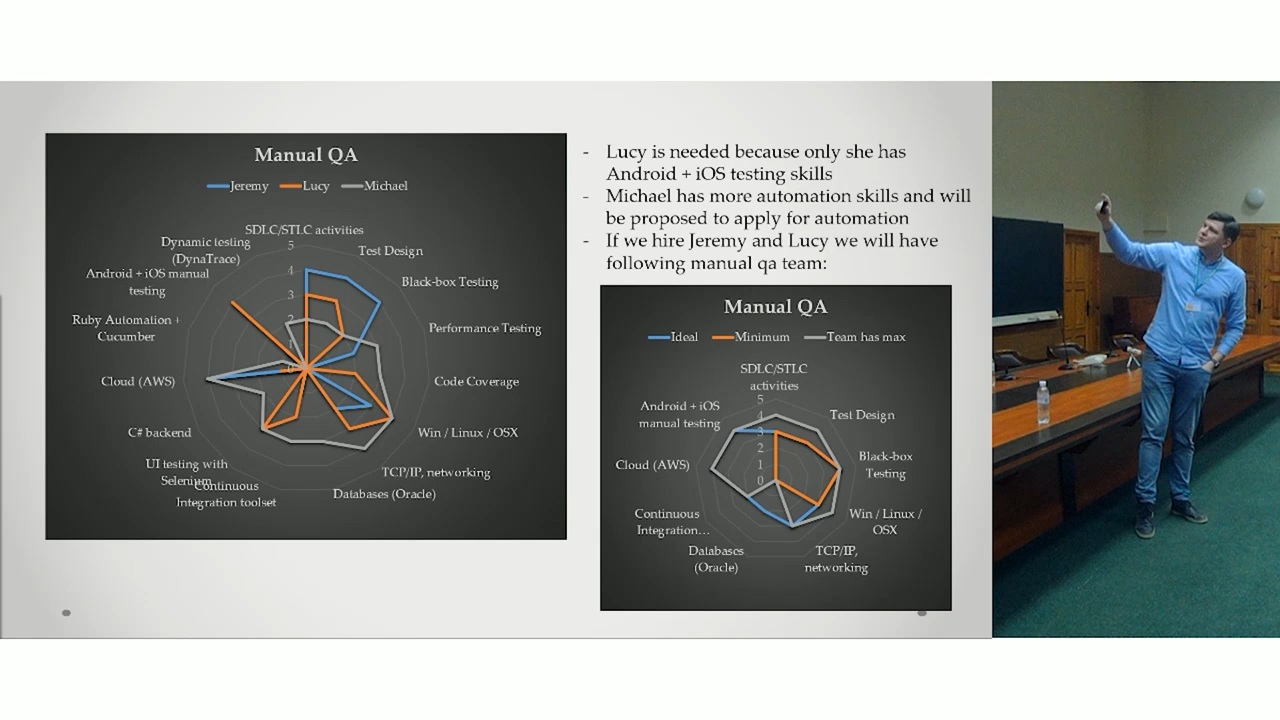 Manual QA
Jeremy Lucy Michael
SDLC/STLC activities
Test Design
Black-box Testing
Performance Testing
Code Coverage
Win / Linux / OSX
TCP/IP, networking
Databases (Oracle)
Continuous
Integration toolset
UI testing with
Selenium
C# backend
Cloud (AWS)
Ruby Automation +
Cucumber
Android + iOS manual
testing
Dynamic testing
(DynaTrace)
5
4
3
2
1
0
- Lucy is needed because only she has
Android + iOS testing skills
- Michael has more automation skills and will
be proposed to apply for automation
- If we hire Jeremy and Lucy we will have
following manual qa team:
Manual QA
Ideal Minimum Team has max
SDLC/STLC
activities
Test Design
Black-box
Testing
Win / Linux /
OSX
TCP/IP,
networking
Databases
(Oracle)
Continuous
Integration...
Cloud (AWS)
Android + iOS
manual testing
5
4
3
2
1
0